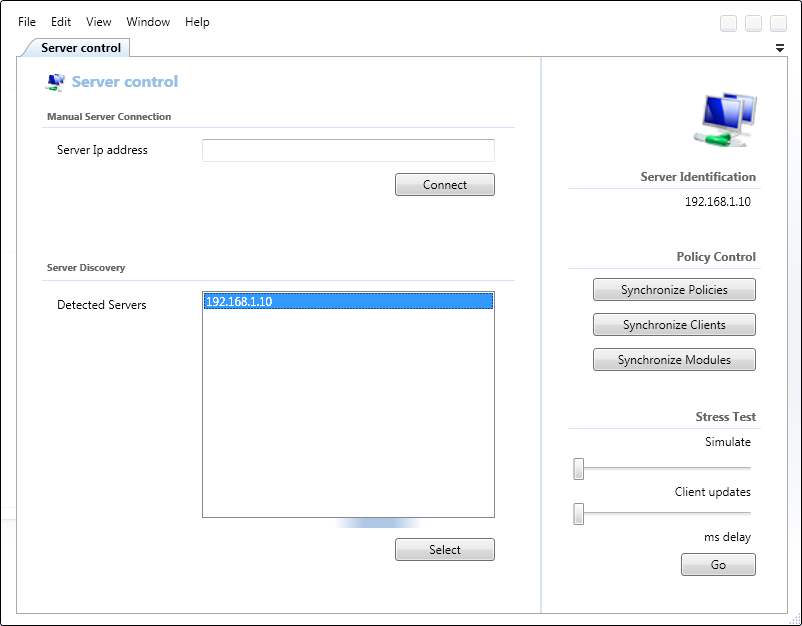 File Edit View Window Help
Server control
Server control
Manual Server Connection
Server Ip address
Connect
Server Discovery
Detected Servers
192.168.1.10
Select
Server Identification
192.168.1.10
Policy Control
Synchronize Policies
Synchronize Clients
Synchronize Modules
Stress Test
Simulate
Client updates
ms delay
Go